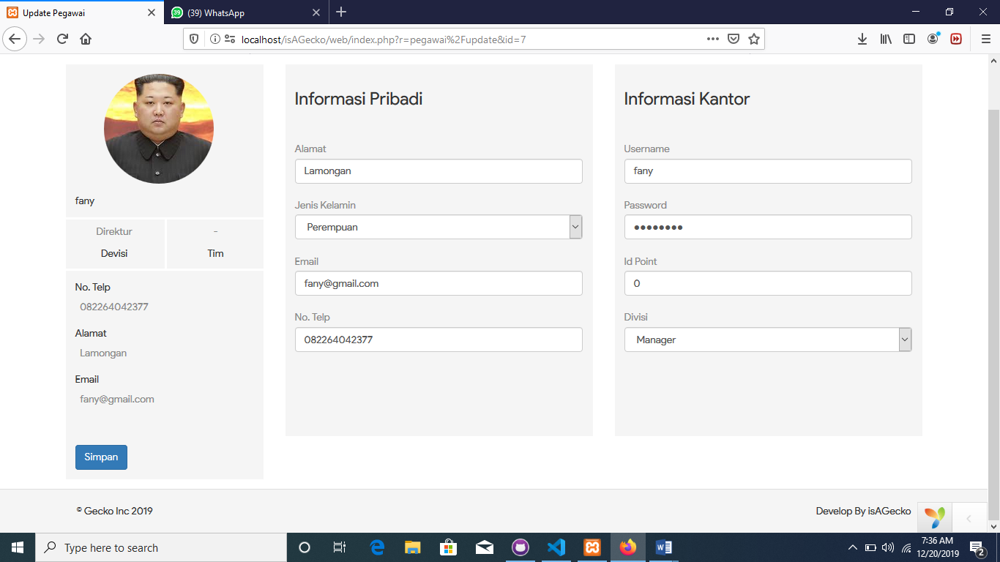 Update Pegawai
39
(39) WhatsApp
localhost/isAGecko/web/index.php?r=pegawai%2Fupdate&id=7
fany
Direktur
-
Devisi
Tim
No. Telp
082264042377
Alamat
Lamongan
Email
fany@gmail.com
Simpan
Informasi Pribadi
Alamat
Lamongan
Jenis Kelamin
Perempuan
Email
fany@gmail.com
No. Telp
082264042377
Informasi Kantor
Username
fany
Password
●●●●●●●●
Id Point
0
Divisi
Manager
© Gecko Inc 2019
Develop By isAGecko
Type here to search
7:36 AM
12/20/2019
2